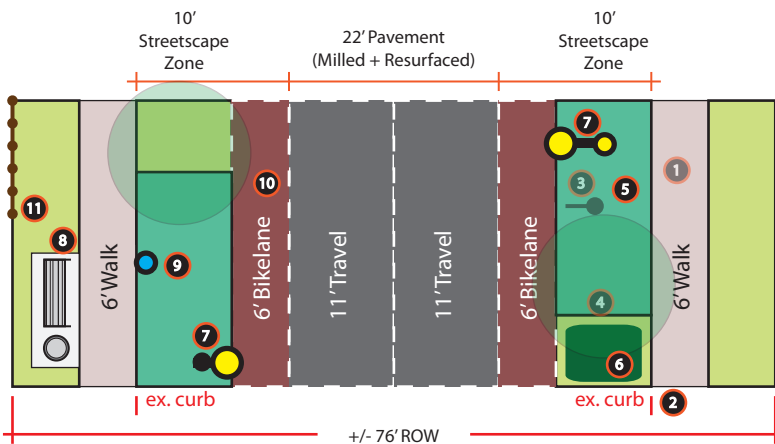 10’
Streetscape
Zone
22’ Pavement
(Milled + Resurfaced)
10’
Streetscape
Zone
7
1
3
5
10
11
8
9
6’ Walk
6’ Bikelane
11’ Travel
11’ Travel
6’ Bikelane
6’ Walk
4
7
6
ex. curb
ex. curb
2
+/- 76’ ROW